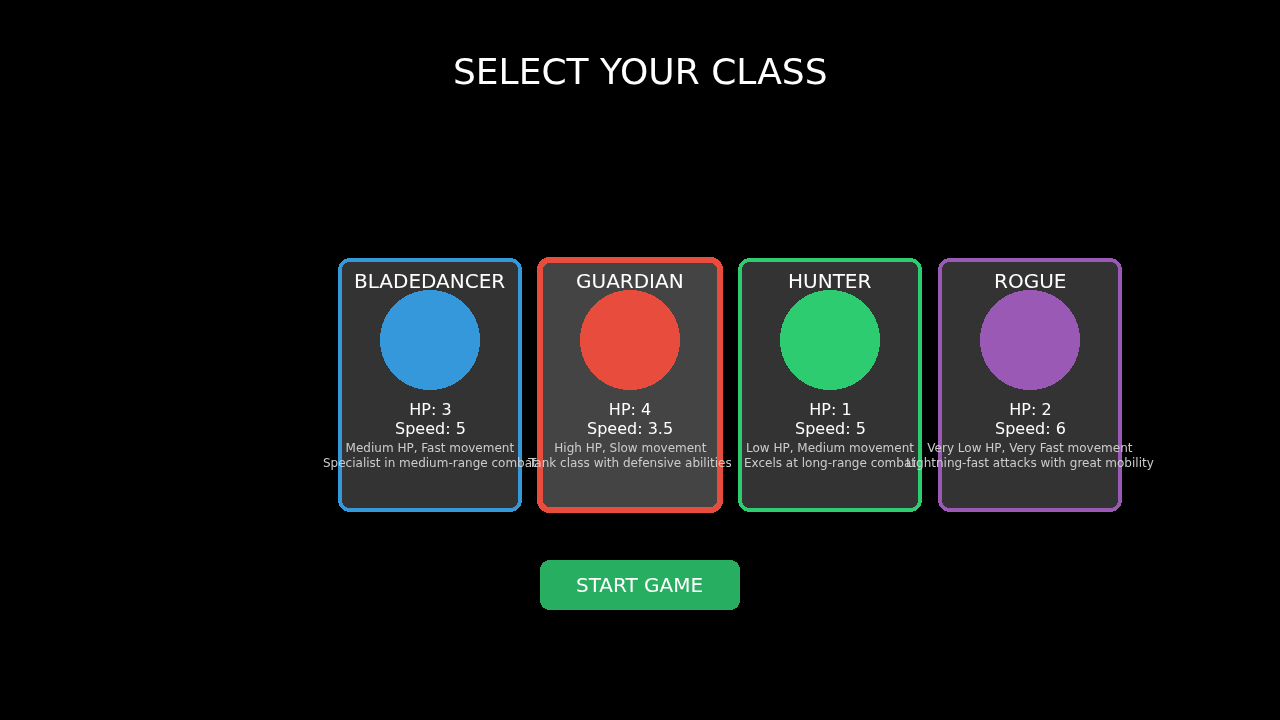 SELECT YOUR CLASS
BLADEDANCER
HP: 3
Speed: 5
Medium HP, Fast movement
Specialist in medium-range combat
GUARDIAN
HP: 4
Speed: 3.5
High HP, Slow movement
Tank class with defensive abilities
HUNTER
HP: 1
Speed: 5
Low HP, Medium movement
Excels at long-range combat
ROGUE
HP: 2
Speed: 6
Very Low HP, Very Fast movement
Lightning-fast attacks with great mobility
START GAME